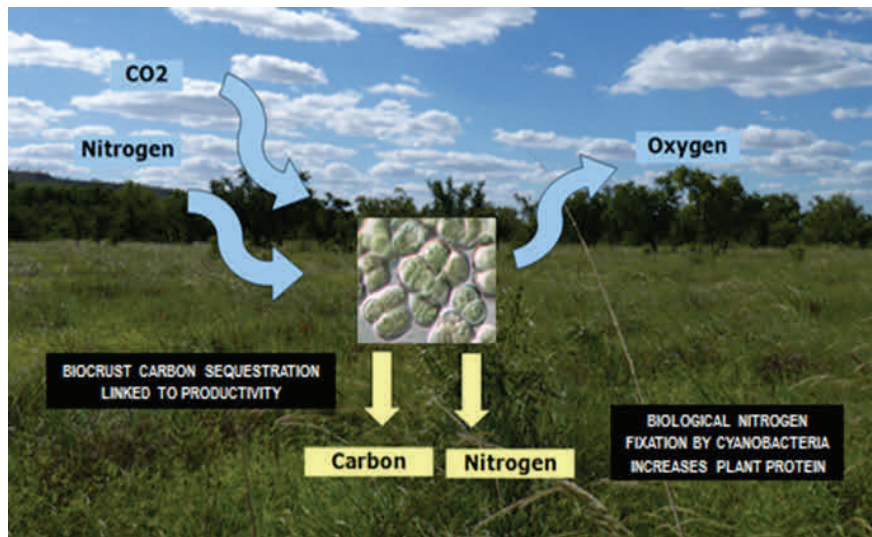 CO2
Nitrogen
Oxygen
BIOCRUST CARBON SEQUESTRATION
LINKED TO PRODUCTIVITY
Carbon
Nitrogen
BIOLOGICAL NITROGEN
FIXATION BY CYANOBACTERIA
INCREASES PLANT PROTEIN